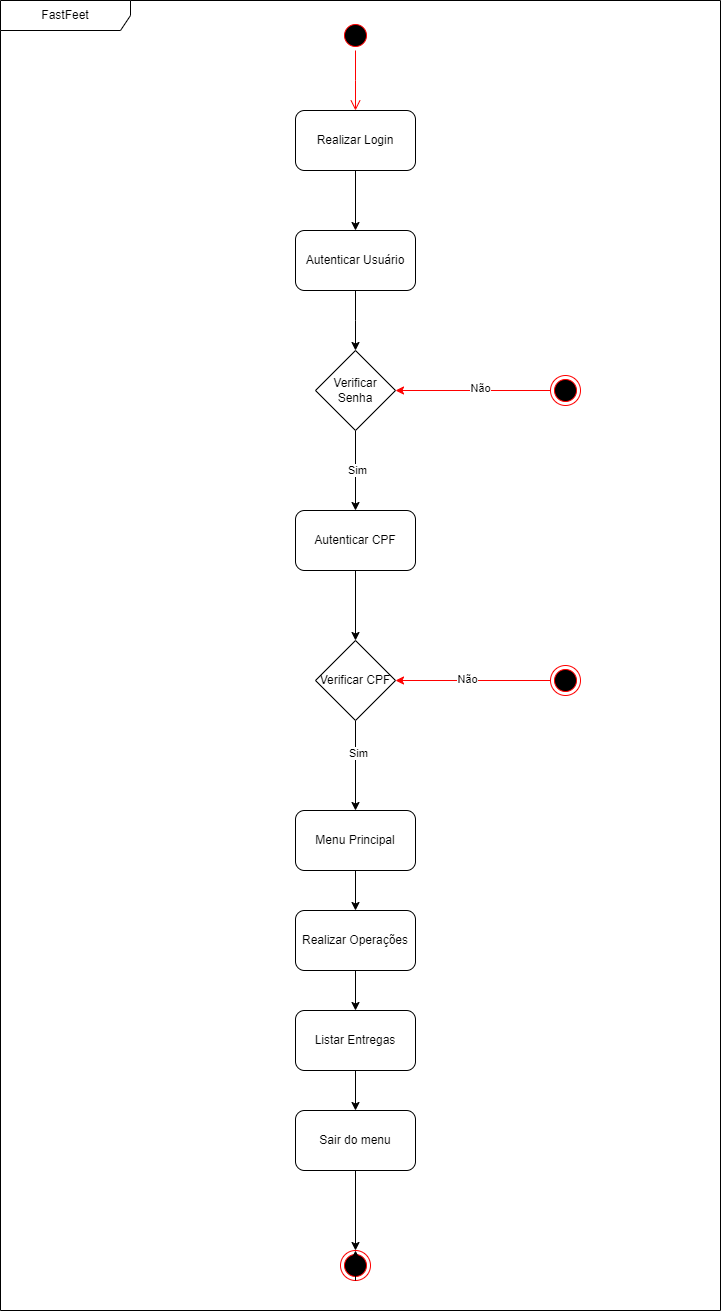 FastFeet
Realizar Login
Autenticar Usuário
Verificar
Senha
Não
Sim
Autenticar CPF
Verificar CPF
Não
Sim
Menu Principal
Realizar Operações
Listar Entregas
Sair do menu